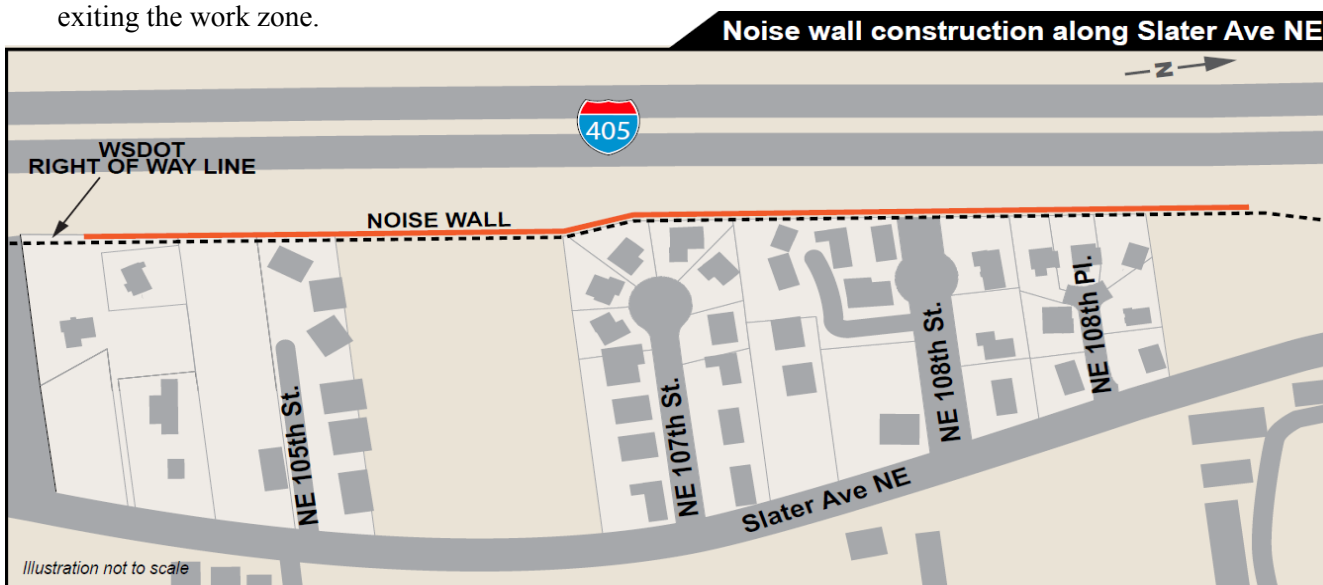 exiting the work zone.
Noise wall construction along Slater Ave NE
N
405
WSDOT
RIGHT OF WAY LINE
NOISE WALL
NE 105th St.
NE 107th St.
NE 108th St.
NE 108th Pl.
Slater Ave NE
Illustration not to scale